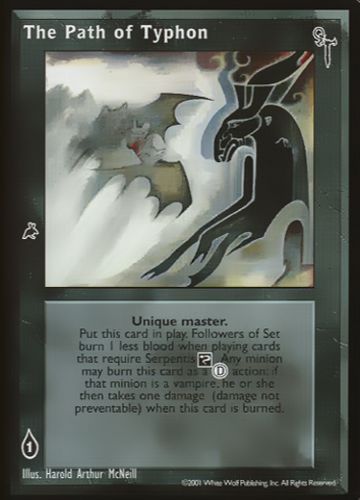 The Path of Typhon
Unique master.
Put this card in play. Followers of Set
burn 1 less blood when playing cards
that require Serpentis. Any minion
may burn this card as a D action; if
that minion is a vampire, he or she
then takes one damage (damage not
preventable) when this card is burned.
1
Illus. Harold Arthur McNeill
©2001 White Wolf Publishing, Inc. All Rights Reserved.